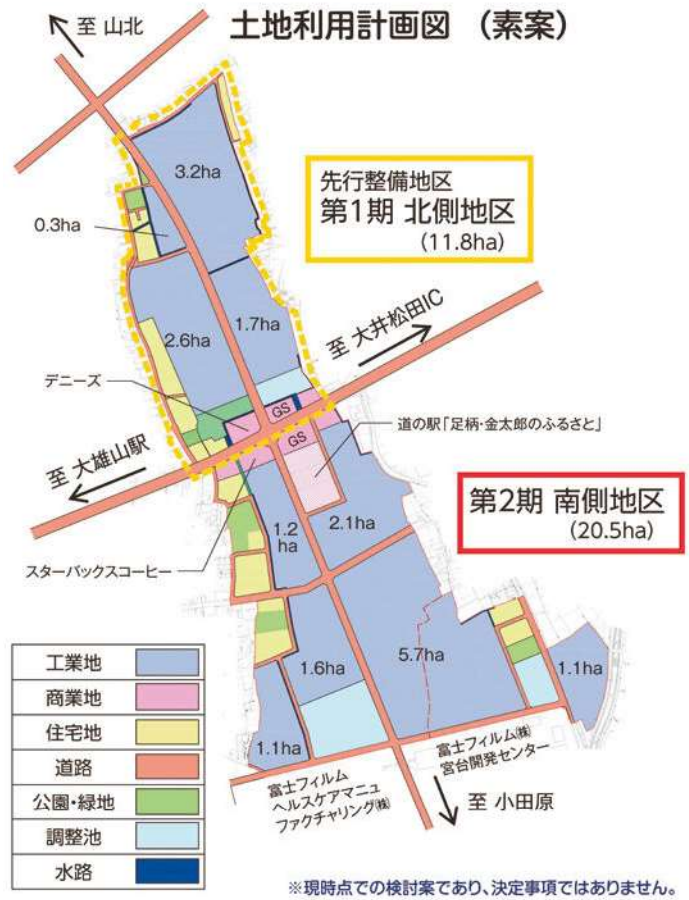 土地利用計画図 （素案）
至 山北
3.2ha
先行整備地区
第1期 北側地区
(11.8ha)
0.3ha
2.6ha
1.7ha
至 大井松田IC
デニーズ
GS
GS
道の駅「足柄・金太郎のふるさと」
至 大雄山駅
第2期 南側地区
(20.5ha)
1.2
ha
2.1ha
スターバックスコーヒー
工業地
商業地
住宅地
道路
公園・緑地
調整池
水路
1.6ha
5.7ha
1.1ha
1.1ha
富士フィルム㈱
宮台開発センター
富士フィルム
ヘルスケアマニュ
ファクチャリング㈱
至 小田原
※現時点での検討案であり、決定事項ではありません。